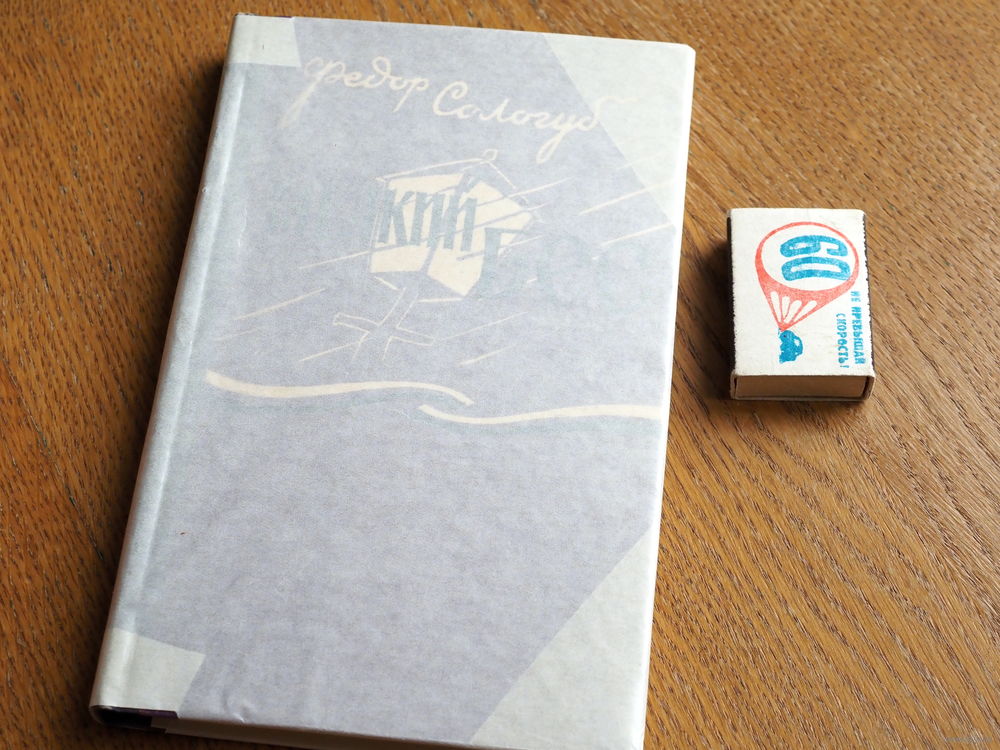 Федор Сологуб
60
НЕ ПРЕВЫШАЙ
СКОРОСТЬ!